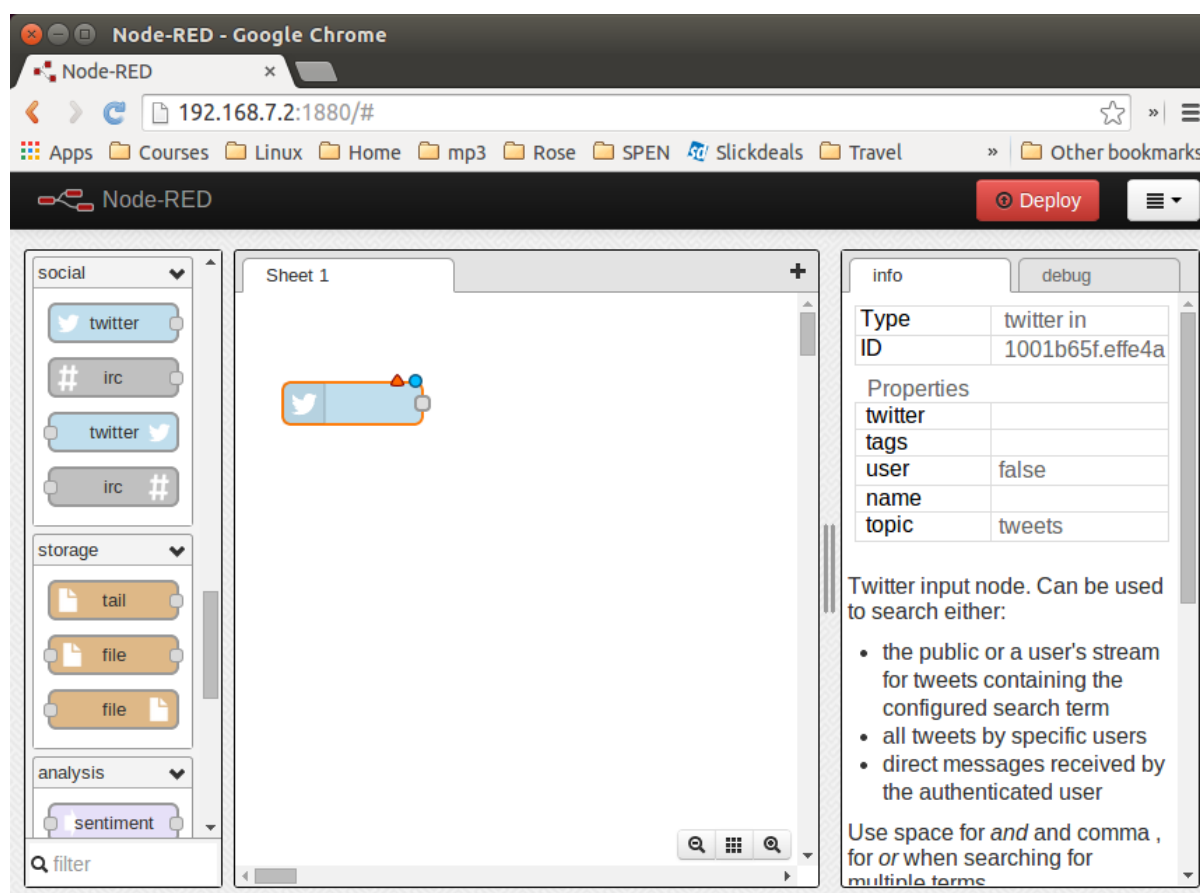 Node-RED - Google Chrome
Node-RED ×
192.168.7.2:1880/#
Apps Courses Linux Home mp3 Rose SPEN Slickdeals Travel » Other bookmarks
Node-RED
Deploy
social
twitter
irc
twitter
irc
storage
tail
file
file
analysis
sentiment
filter
Sheet 1
info debug
Type twitter in
ID 1001b65f.effe4a
Properties
twitter
tags
user false
name
topic tweets
Twitter input node. Can be used
to search either:
• the public or a user's stream
for tweets containing the
configured search term
• all tweets by specific users
• direct messages received by
the authenticated user
Use space for and and comma ,
for or when searching for
multiple terms